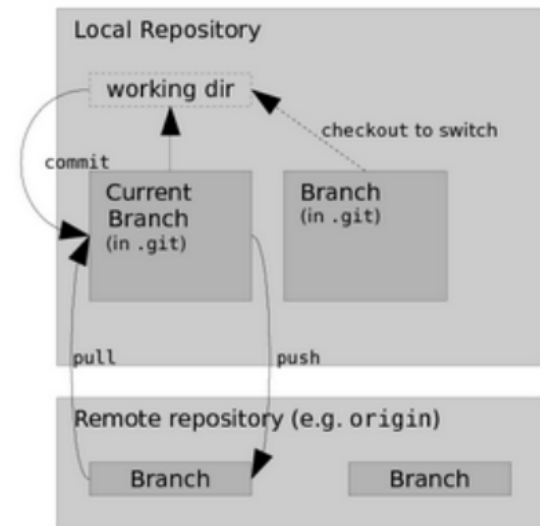 Local Repository
working dir
checkout to switch
commit
Current
Branch
(in .git)
Branch
(in .git)
pull
push
Remote repository (e.g. origin)
Branch
Branch